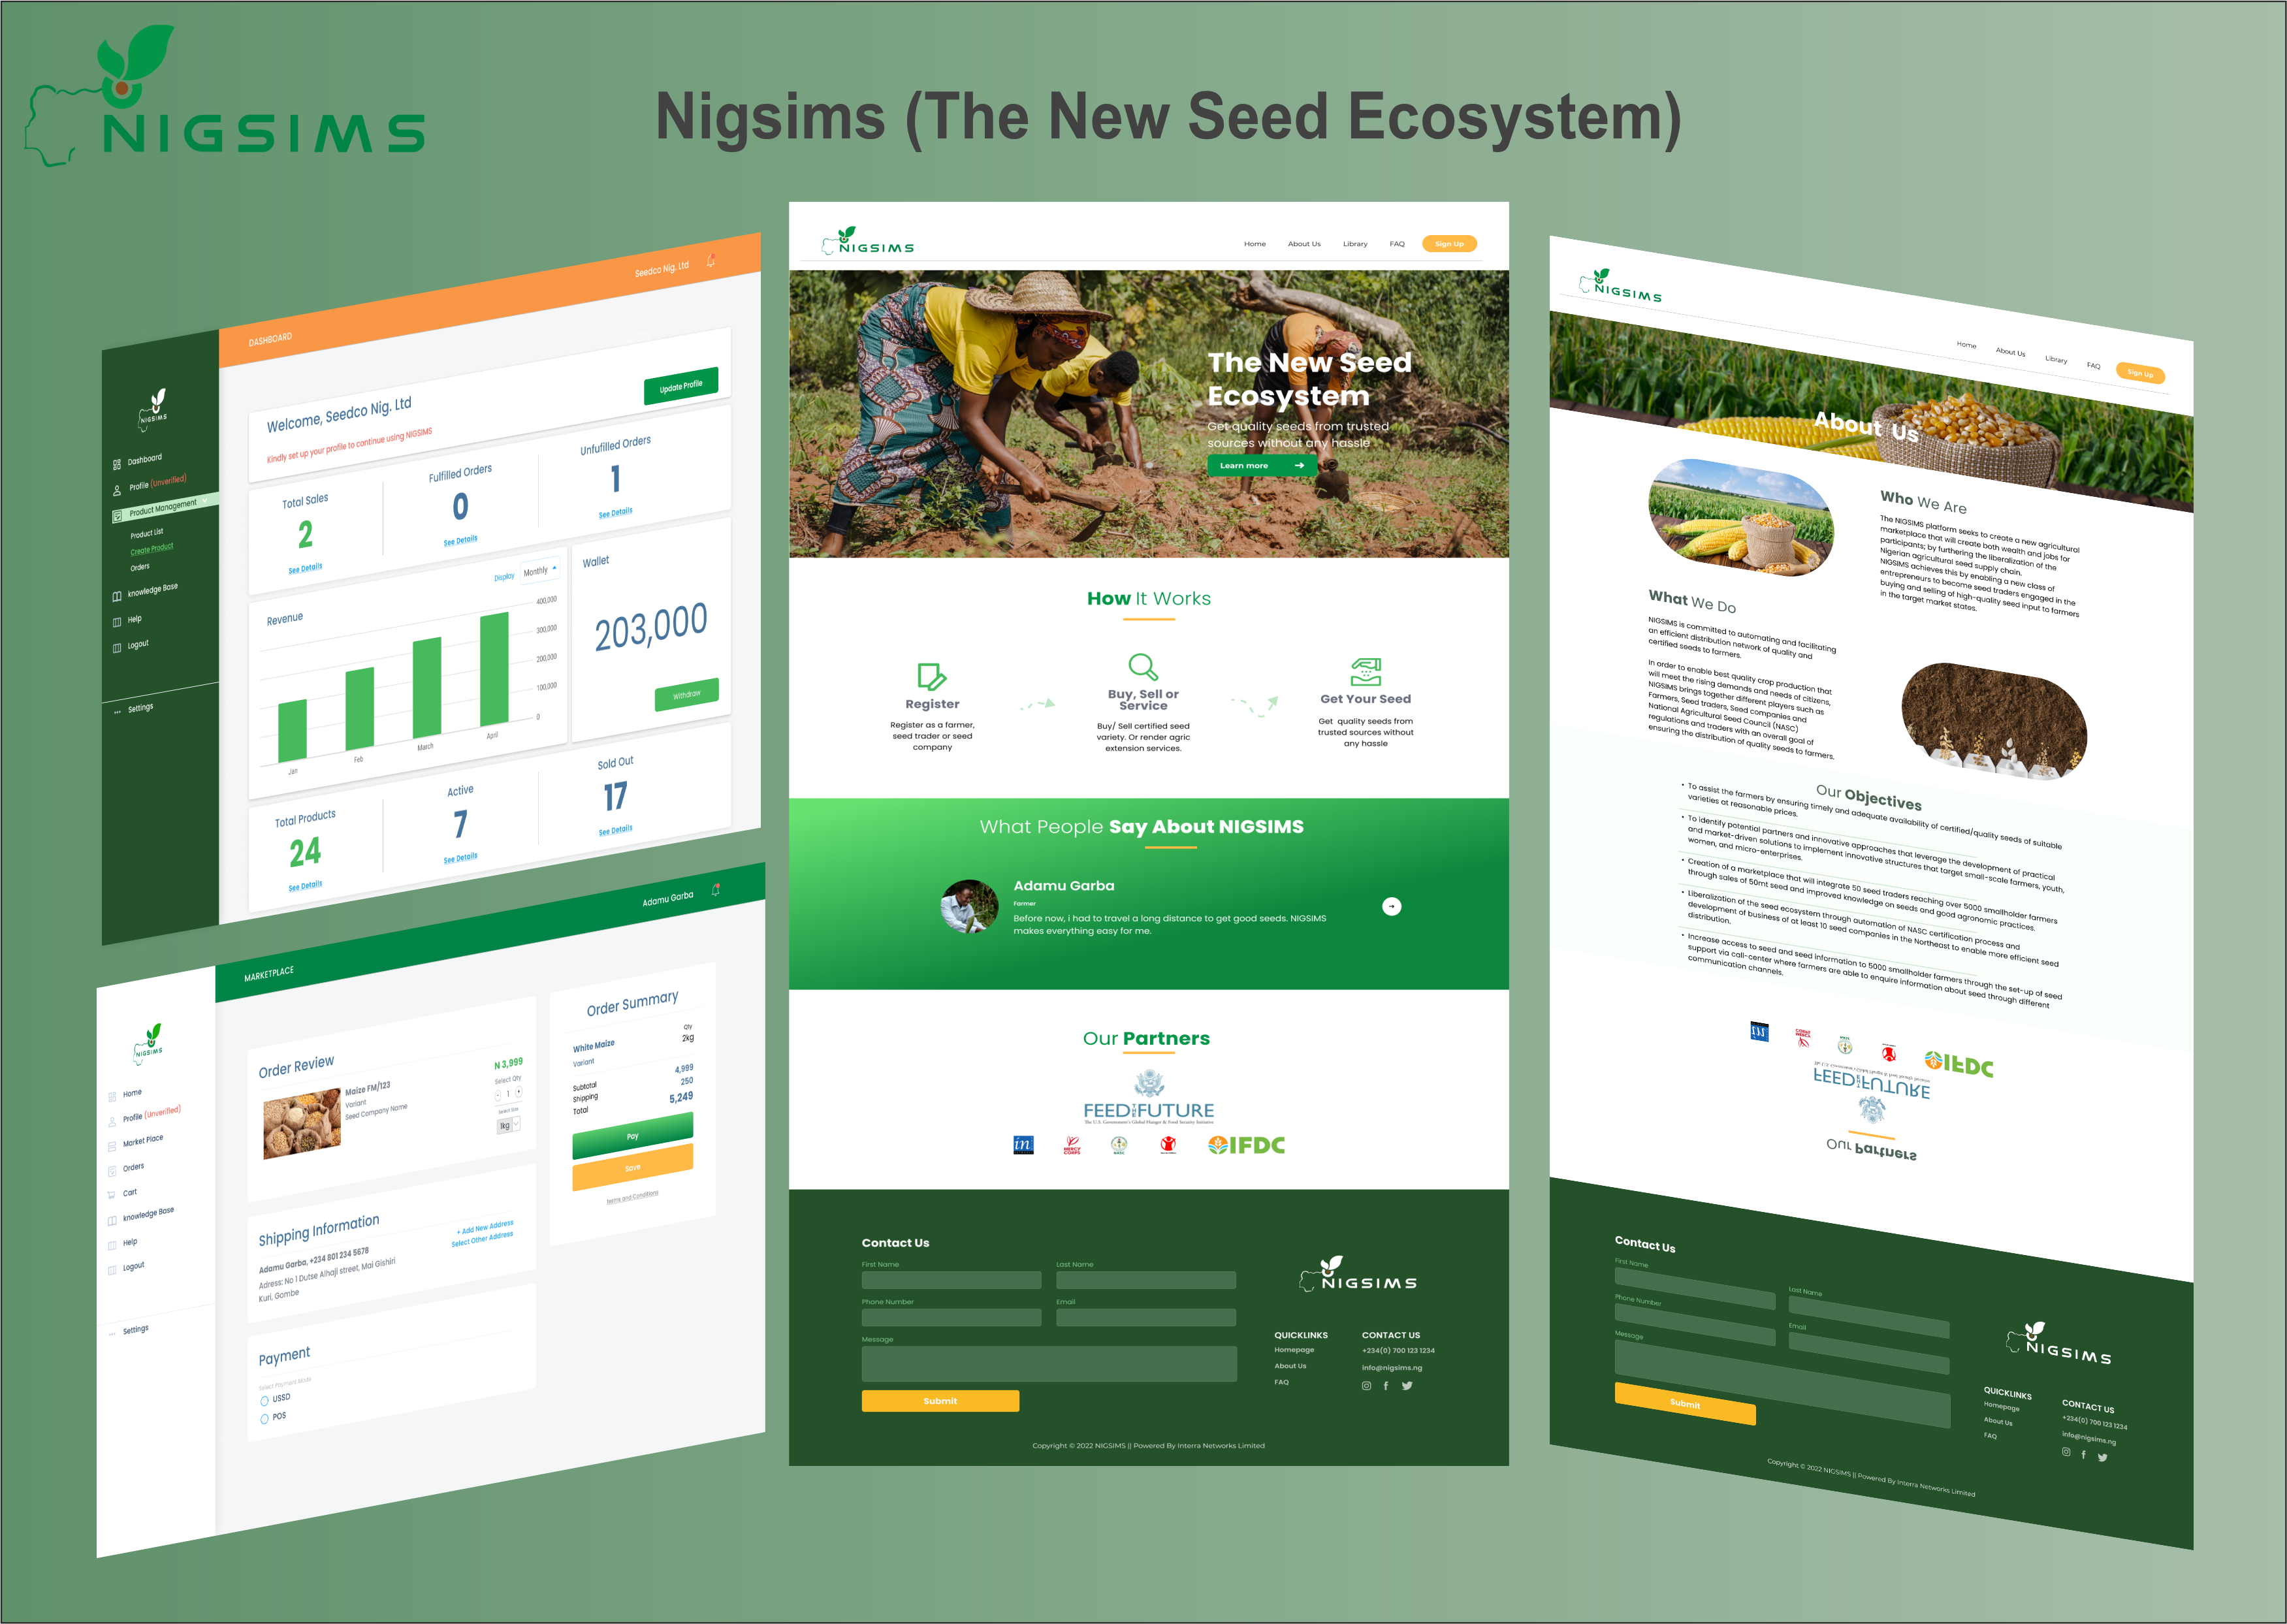 NIGSIMS
Nigsims (The New Seed Ecosystem)
Seedco Nig. Ltd
DASHBOARD
NIGSIMS
Dashboard
Profile (Unverified)
Product Management
Product List
Create Product
Orders
knowledge Base
Help
Logout
Settings
Welcome, Seedco Nig. Ltd
Kindly set up your profile to continue using NIGSIMS
Update Profile
Total Sales
2
See Details
Fulfilled Orders
0
See Details
Unfufilled Orders
1
See Details
Revenue
Display
Monthly
400,000
300,000
200,000
100,000
0
Jan
Feb
March
April
Wallet
203,000
Withdraw
Total Products
24
See Details
Active
7
See Details
Sold Out
17
See Details
Adamu Garba
MARKETPLACE
NIGSIMS
Home
Profile (Unverified)
Market Place
Orders
Cart
knowledge Base
Help
Logout
Settings
Order Review
Maize FM/123
Variant
Seed Company Name
N 3,999
Select Qty
- 1 +
Select Size
1kg
Shipping Information
Adamu Garba, +234 801 234 5678
Adress: No 1 Dutse Alhaji street, Mai Gishiri
Kuri, Gombe
+ Add New Address
Select Other Address
Payment
Select Payment Mode
USSD
POS
Order Summary
Qty
White Maize 2kg
Variant
Subtotal 4,999
Shipping 250
Total 5,249
Pay
Save
terms and Conditions
NIGSIMS
Home About Us Library FAQ Sign Up
The New Seed
Ecosystem
Get quality seeds from trusted
sources without any hassle
Learn more
How It Works
Register
Register as a farmer,
seed trader or seed
company
Buy, Sell or
Service
Buy/ Sell certified seed
variety. Or render agric
extension services.
Get Your Seed
Get quality seeds from
trusted sources without
any hassle
What People Say About NIGSIMS
Adamu Garba
Farmer
Before now, i had to travel a long distance to get good seeds. NIGSIMS
makes everything easy for me.
Our Partners
FEED THE FUTURE
The U.S. Government's Global Hunger & Food Security Initiative
in.
MERCY
CORPS
NASC
IFDC
Contact Us
First Name
Last Name
Phone Number
Email
Message
Submit
NIGSIMS
QUICKLINKS
Homepage
About Us
FAQ
CONTACT US
+234(0) 700 123 1234
info@nigsims.ng
Copyright © 2022 NIGSIMS || Powered By Interra Networks Limited
NIGSIMS
Home About Us Library FAQ Sign Up
About Us
Who We Are
The NIGSIMS platform seeks to create a new agricultural
marketplace that will create both wealth and jobs for
participants; by furthering the liberalization of the
Nigerian agricultural seed supply chain.
NIGSIMS achieves this by enabling a new class of
entrepreneurs to become seed traders engaged in the
buying and selling of high-quality seed input to farmers
in the target market states.
What We Do
NIGSIMS is committed to automating and facilitating
an efficient distribution network of quality and
certified seeds to farmers.
In order to enable best quality crop production that
will meet the rising demands and needs of citizens,
NIGSIMS brings together different players such as
Farmers, Seed traders, Seed companies and
National Agricultural Seed Council (NASC)
regulations and traders with an overall goal of
ensuring the distribution of quality seeds to farmers.
Our Objectives
• To assist the farmers by ensuring timely and adequate availability of certified/quality seeds of suitable
varieties at reasonable prices.
• To identify potential partners and innovative approaches that leverage the development of practical
and market-driven solutions to implement innovative structures that target small-scale farmers, youth,
women, and micro-enterprises.
• Creation of a marketplace that will integrate 50 seed traders reaching over 5000 smallholder farmers
through sales of 50mt seed and improved knowledge on seeds and good agronomic practices.
• Liberalization of the seed ecosystem through automation of NASC certification process and
development of business of at least 10 seed companies in the Northeast to enable more efficient seed
distribution.
• Increase access to seed and seed information to 5000 smallholder farmers through the set-up of seed
support via call-center where farmers are able to enquire information about seed through different
communication channels.
IFDC
FEED THE FUTURE
Our Partners
Contact Us
First Name
Last Name
Phone Number
Email
Message
Submit
NIGSIMS
QUICKLINKS
Homepage
About Us
FAQ
CONTACT US
+234(0) 700 123 1234
info@nigsims.ng
Copyright © 2022 NIGSIMS || Powered By Interra Networks Limited